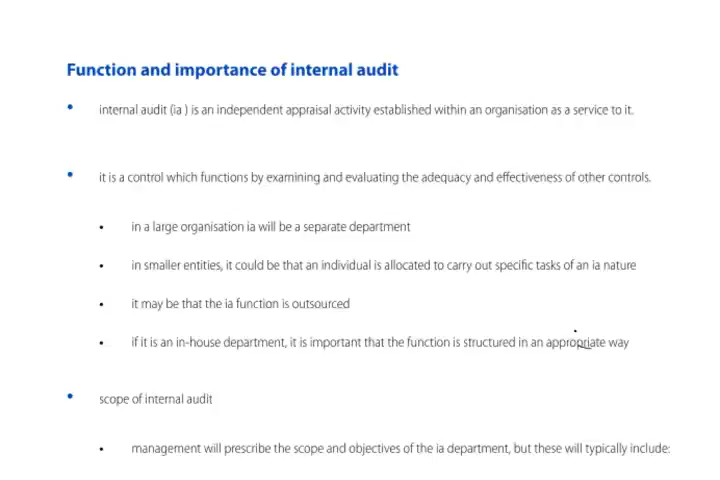 Function and importance of internal audit
• internal audit (ia ) is an independent appraisal activity established within an organisation as a service to it.
• it is a control which functions by examining and evaluating the adequacy and effectiveness of other controls.
• in a large organisation ia will be a separate department
• in smaller entities, it could be that an individual is allocated to carry out specific tasks of an ia nature
• it may be that the ia function is outsourced
• if it is an in-house department, it is important that the function is structured in an appropriate way
• scope of internal audit
• management will prescribe the scope and objectives of the ia department, but these will typically include: